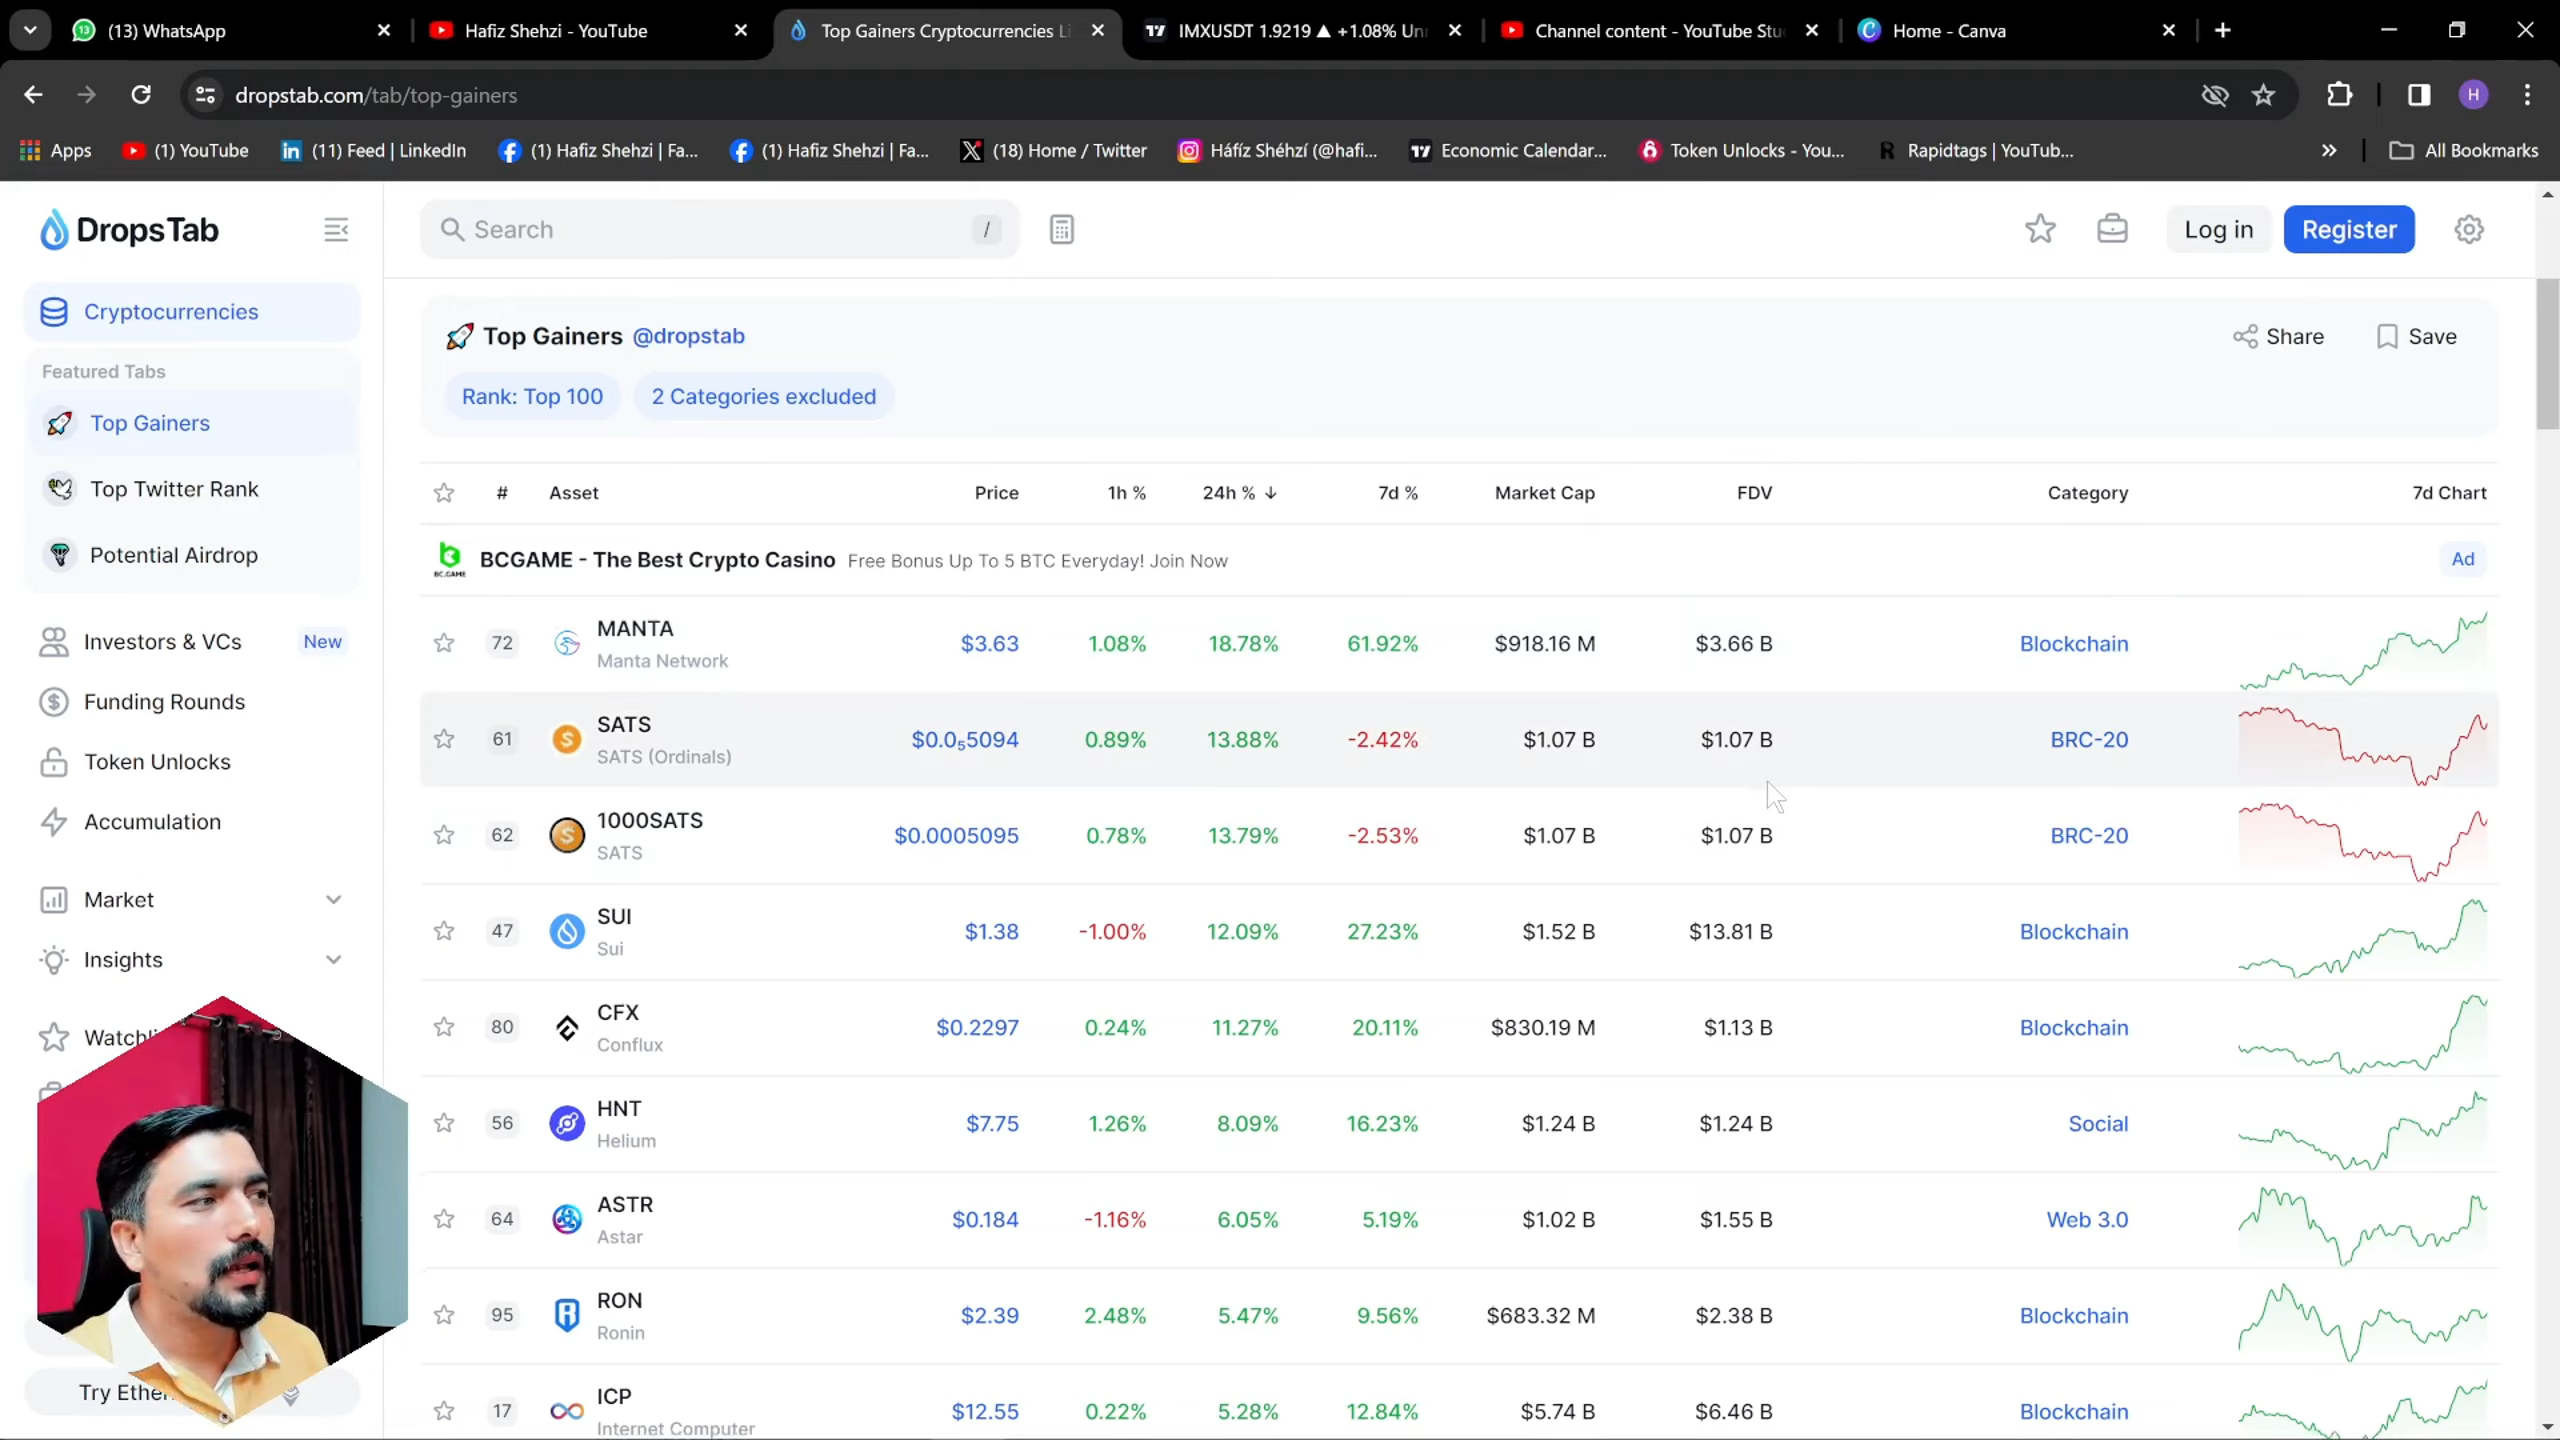 (13) WhatsApp
Hafiz Shehzi - YouTube
Top Gainers Cryptocurrencies Li
IMXUSDT 1.9219 ▲ +1.08% Un
Channel content - YouTube Stu
Home - Canva
dropstab.com/tab/top-gainers
H
Apps
(1) YouTube
(11) Feed | LinkedIn
(1) Hafiz Shehzi | Fa...
(1) Hafiz Shehzi | Fa...
(18) Home / Twitter
Háfíz Shéhzí (@hafi...
Economic Calendar...
Token Unlocks - You...
Rapidtags | YouTub...
All Bookmarks
DropsTab
Search /
Log in
Register
Cryptocurrencies
Featured Tabs
Top Gainers
Top Twitter Rank
Potential Airdrop
Investors & VCs New
Funding Rounds
Token Unlocks
Accumulation
Market
Insights
Watchli
Try Ether
Top Gainers @dropstab
Share
Save
Rank: Top 100
2 Categories excluded
# Asset Price 1h % 24h % ↓ 7d % Market Cap FDV Category 7d Chart
BC.GAME
BCGAME - The Best Crypto Casino Free Bonus Up To 5 BTC Everyday! Join Now Ad
72 MANTA $3.63 1.08% 18.78% 61.92% $918.16 M $3.66 B Blockchain
Manta Network
61 SATS $0.0₅5094 0.89% 13.88% -2.42% $1.07 B $1.07 B BRC-20
SATS (Ordinals)
62 1000SATS $0.0005095 0.78% 13.79% -2.53% $1.07 B $1.07 B BRC-20
SATS
47 SUI $1.38 -1.00% 12.09% 27.23% $1.52 B $13.81 B Blockchain
Sui
80 CFX $0.2297 0.24% 11.27% 20.11% $830.19 M $1.13 B Blockchain
Conflux
56 HNT $7.75 1.26% 8.09% 16.23% $1.24 B $1.24 B Social
Helium
64 ASTR $0.184 -1.16% 6.05% 5.19% $1.02 B $1.55 B Web 3.0
Astar
95 RON $2.39 2.48% 5.47% 9.56% $683.32 M $2.38 B Blockchain
Ronin
17 ICP $12.55 0.22% 5.28% 12.84% $5.74 B $6.46 B Blockchain
Internet Computer